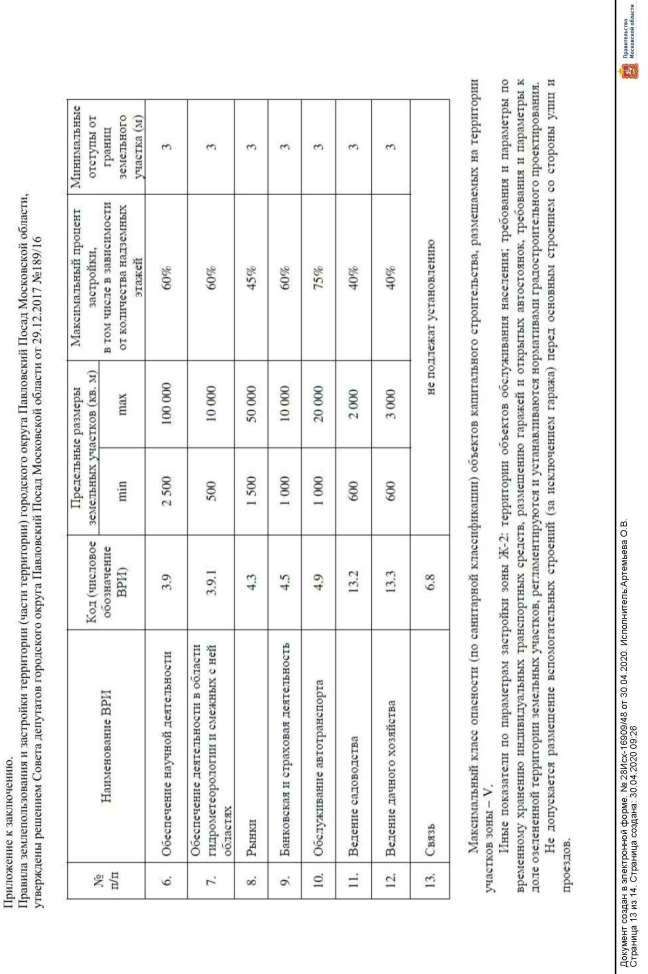 Приложение к заключению.
Правила землепользования и застройки территории (части территории) городского округа Павловский Посад Московской области,
утверждены решением Совета депутатов городского округа Павловский Посад Московской области от 29.12.2017 №189/16
№ п/п
Наименование ВРИ
Код (числовое обозначение ВРИ)
Предельные размеры земельных участков (кв. м)
min
max
Максимальный процент застройки, в том числе в зависимости от количества надземных этажей
Минимальные отступы от границ земельного участка (м)
6. Обеспечение научной деятельности 3.9 2 500 100 000 60% 3
7. Обеспечение деятельности в области гидрометеорологии и смежных с ней областях 3.9.1 500 10 000 60% 3
8. Рынки 4.3 1 500 50 000 45% 3
9. Банковская и страховая деятельность 4.5 1 000 10 000 60% 3
10. Обслуживание автотранспорта 4.9 1 000 20 000 75% 3
11. Ведение садоводства 13.2 600 2 000 40% 3
12. Ведение дачного хозяйства 13.3 600 3 000 40% 3
13. Связь 6.8 не подлежат установлению
Максимальный класс опасности (по санитарной классификации) объектов капитального строительства, размещаемых на территории
участков зоны – V.
Иные показатели по параметрам застройки зоны Ж-2: территории объектов обслуживания населения; требования и параметры по
временному хранению индивидуальных транспортных средств, размещению гаражей и открытых автостоянок, требования и параметры к
доле озелененной территории земельных участков, регламентируются и устанавливаются нормативами градостроительного проектирования.
Не допускается размещение вспомогательных строений (за исключением гаража) перед основным строением со стороны улиц и
проездов.
Документ создан в электронной форме. № 28Исх-16909/48 от 30.04.2020. Исполнитель:Артемьева О.В.
Страница 13 из 14. Страница создана: 30.04.2020 09:26
Правительство
Московской области